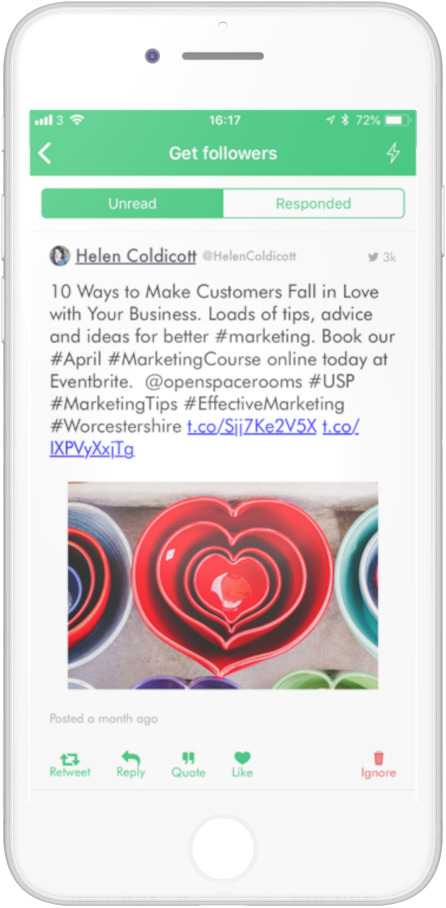 3 16:17 72%
Get followers
Unread Responded
Helen Coldicott @HelenColdicott 3k
10 Ways to Make Customers Fall in Love
with Your Business. Loads of tips, advice
and ideas for better #marketing. Book our
#April #MarketingCourse online today at
Eventbrite. @openspacerooms #USP
#MarketingTips #EffectiveMarketing
#Worcestershire t.co/Sjj7Ke2V5X t.co/
IXPVyXxjTg
Posted a month ago
Retweet Reply Quote Like Ignore